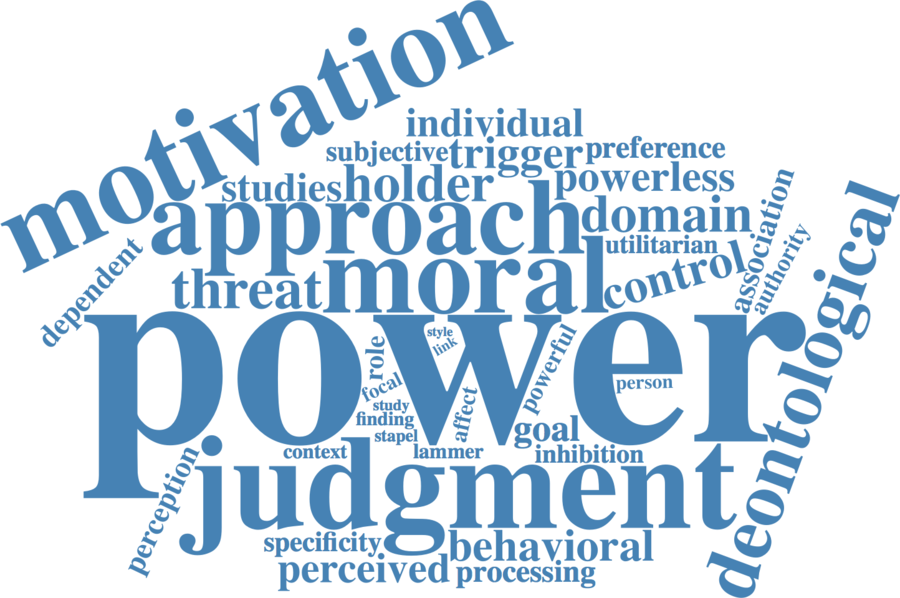 motivation
individual
subjective trigger preference
studies holder powerless
approach domain
utilitarian
association
authority
dependent
threat moral control
deontological
power
style
link
role
focal
powerful
person
study
finding
affect
stapel
goal
context
lammer
inhibition
perception
judgment
specificity
behavioral
perceived
processing